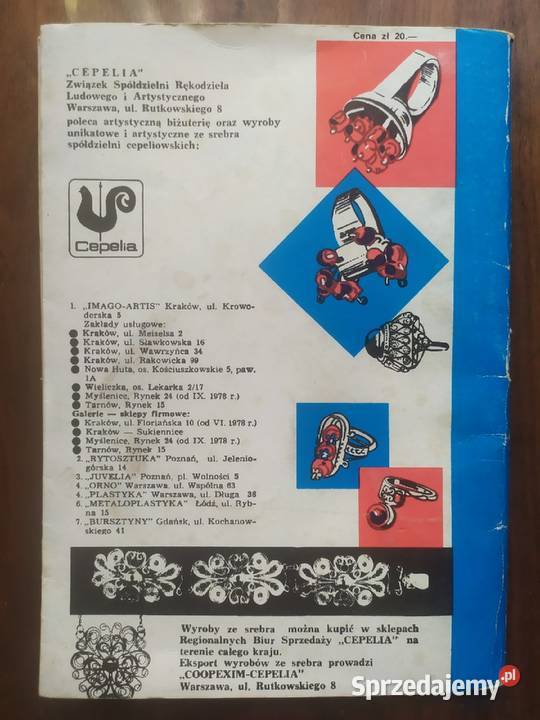 Cena zł 20.—
„CEPELIA"
Związek Spółdzielni Rękodzieła
Ludowego i Artystycznego
Warszawa, ul. Rutkowskiego 8
poleca artystyczną biżuterię oraz wyroby
unikatowe i artystyczne ze srebra
spółdzielni cepeliowskich:
Cepelia
1. „IMAGO-ARTIS" Kraków, ul. Krowo-
derska 5
Zakłady usługowe:
Kraków, ul. Meiselsa 2
Kraków, ul. Sławkowska 16
Kraków, ul. Wawrzyńca 34
Kraków, ul. Rakowicka 99
Nowa Huta, os. Kościuszkowskie 5, paw.
1A
Wieliczka, os. Lekarka 2/17
Myślenice, Rynek 24 (od IX. 1978 r.)
Tarnów, Rynek 15
Galerie — sklepy firmowe:
Kraków, ul. Floriańska 10 (od VI. 1978 r.)
Kraków — Sukiennice
Myślenice, Rynek 24 (od IX. 1978 r.)
Tarnów, Rynek 15
2. „RYTOSZTUKA" Poznań, ul. Jelenio-
górska 14
3. „JUVELIA" Poznań, pl. Wolności 5
4. „ORNO" Warszawa, ul. Wspólna 63
4. „PLASTYKA" Warszawa, ul. Długa 36
6. „METALOPLASTYKA" Łódź, ul. Ryb-
na 15
7. „BURSZTYNY" Gdańsk, ul. Kochanow-
skiego 41
Wyroby ze srebra można kupić w sklepach
Regionalnych Biur Sprzedaży „CEPELIA" na
terenie całego kraju.
Eksport wyrobów ze srebra prowadzi
„COOPEXIM-CEPELIA"
Warszawa, ul. Rutkowskiego 8
Sprzedajemy.pl